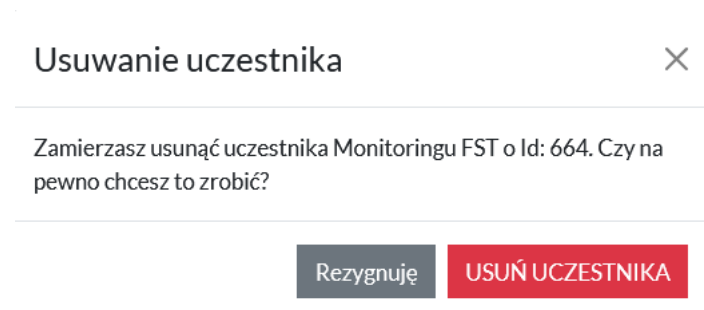 Usuwanie uczestnika
Zamierzasz usunąć uczestnika Monitoringu FST o Id: 664. Czy na
pewno chcesz to zrobić?
Rezygnuję USUŃ UCZESTNIKA